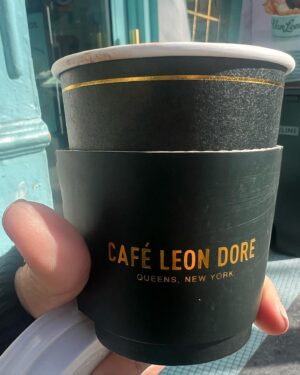 CAFÉ LEON DORE
QUEENS, NEW YORK